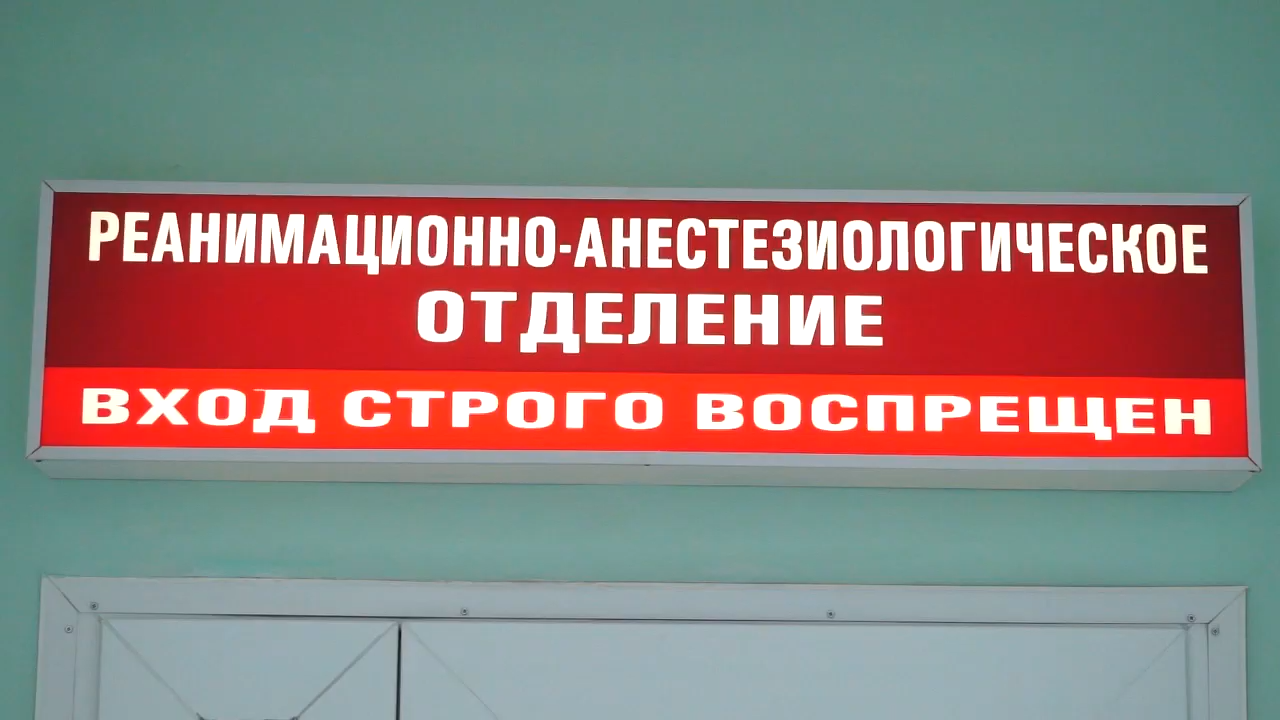 РЕАНИМАЦИОННО-АНЕСТЕЗИОЛОГИЧЕСКОЕ
ОТДЕЛЕНИЕ
ВХОД СТРОГО ВОСПРЕЩЕН